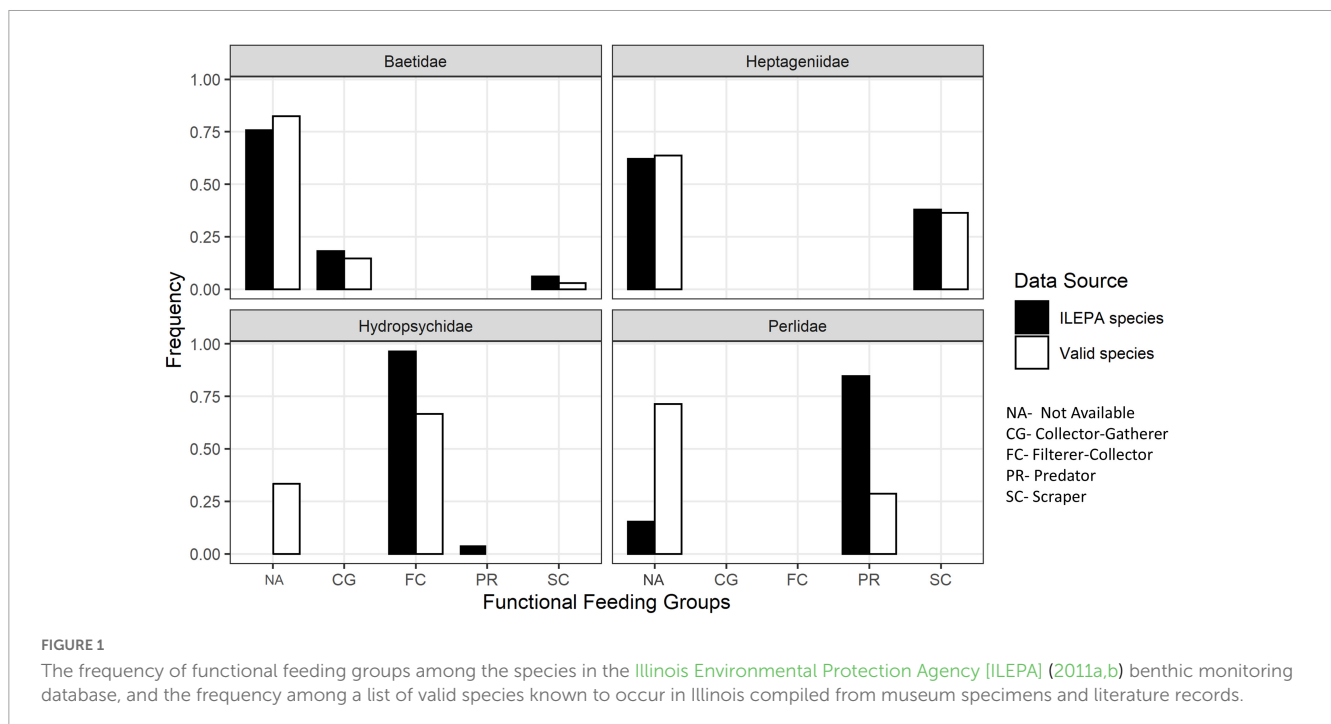 Baetidae
Heptageniidae
1.00
0.75
0.50
0.25
0.00
Hydropsychidae
Perlidae
1.00
0.75
0.50
0.25
0.00
Frequency
NA CG FC PR SC
NA CG FC PR SC
Functional Feeding Groups
Data Source
ILEPA species
Valid species
NA- Not Available
CG- Collector-Gatherer
FC- Filterer-Collector
PR- Predator
SC- Scraper
FIGURE 1
The frequency of functional feeding groups among the species in the Illinois Environmental Protection Agency [ILEPA] (2011a,b) benthic monitoring
database, and the frequency among a list of valid species known to occur in Illinois compiled from museum specimens and literature records.